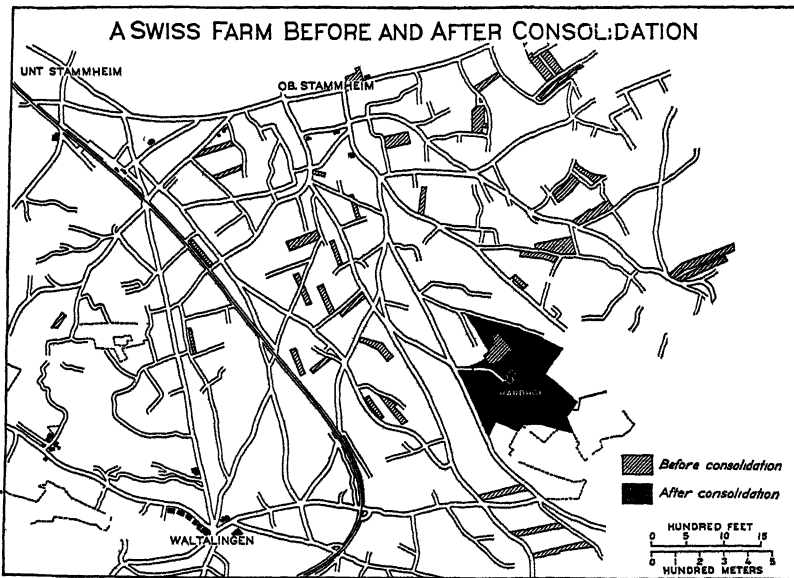 A SWISS FARM BEFORE AND AFTER CONSOLIDATION
UNT STAMMHEIM
OB. STAMMHEIM
HARDHOF
Before consolidation
After consolidation
WALTALINGEN
HUNDRED FEET
0 5 10 15
0 1 2 3 4 5
HUNDRED METERS